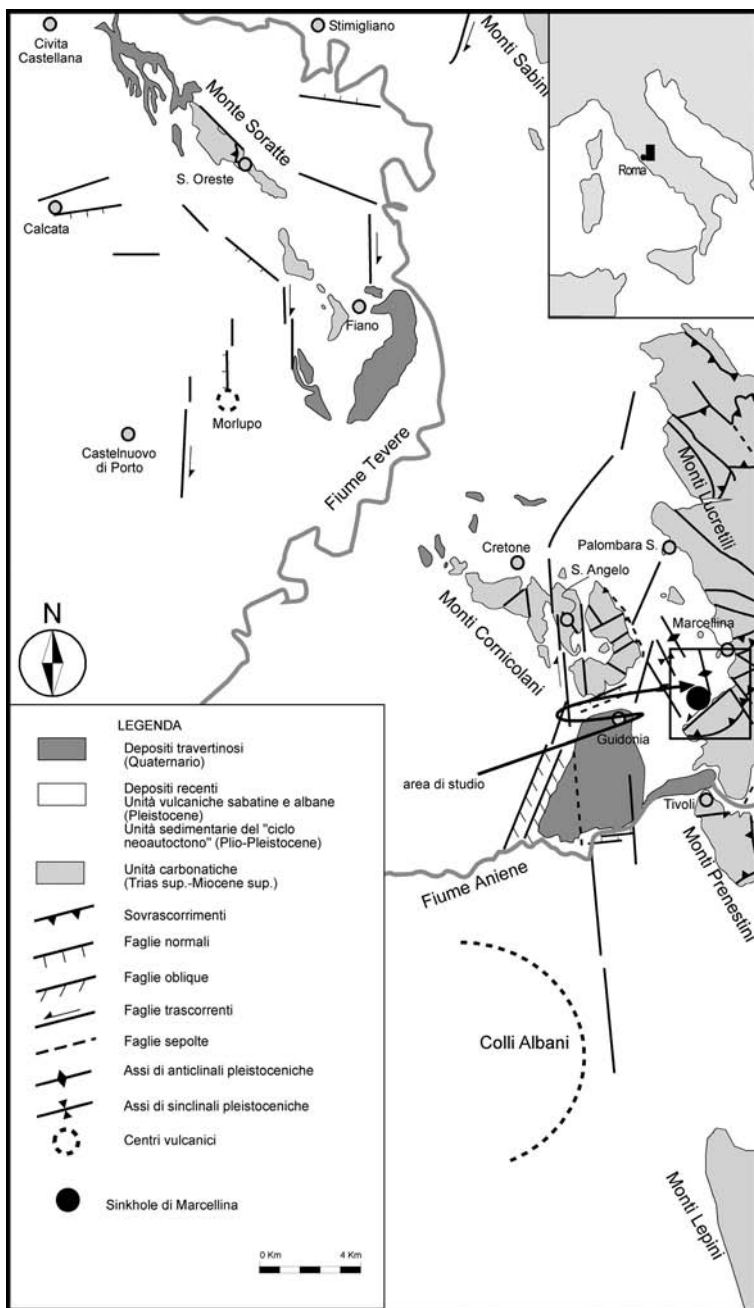 Civita
Castellana
Stimigliano
Monti Sabini
Monte Soratte
S. Oreste
Calcata
Roma
Fiano
Morlupo
Castelnuovo
di Porto
Fiume Tevere
Monti Lucretili
Palombara S.
Cretone
S. Angelo
Marcellina
Monti Cornicolani
N
Guidonia
area di studio
Tivoli
Monti Prenestini
Fiume Aniene
Colli Albani
Monti Lepini
LEGENDA
Depositi travertinosi
(Quaternario)
Depositi recenti
Unità vulcaniche sabatine e albane
(Pleistocene)
Unità sedimentarie del "ciclo
neoautoctono" (Plio-Pleistocene)
Unità carbonatiche
(Trias sup.-Miocene sup.)
Sovrascorrimenti
Faglie normali
Faglie oblique
Faglie trascorrenti
Faglie sepolte
Assi di anticlinali pleistoceniche
Assi di sinclinali pleistoceniche
Centri vulcanici
Sinkhole di Marcellina
0 Km 4 Km